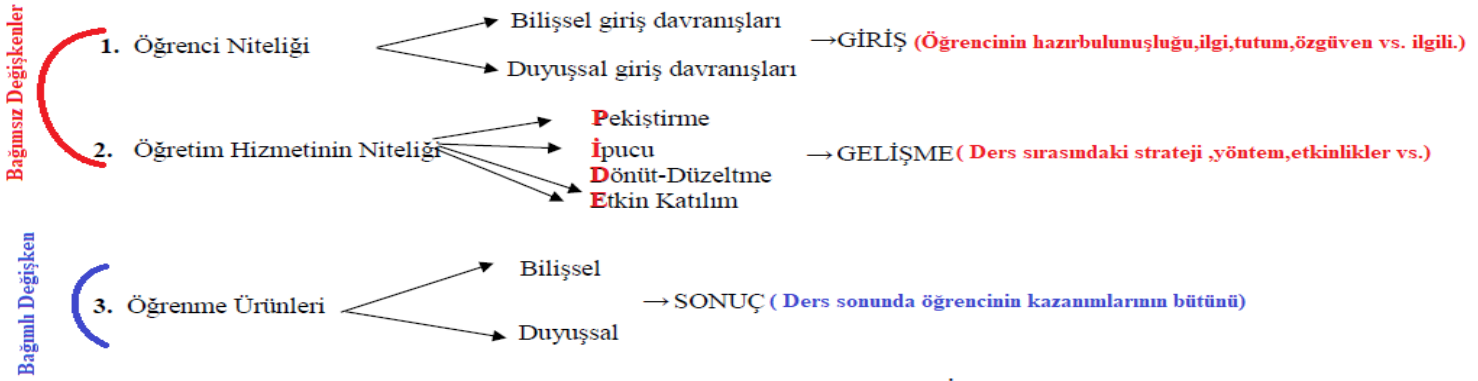 Bağımsız Değişkenler
Bilişsel giriş davranışları
1. Öğrenci Niteliği
→GİRİŞ (Öğrencinin hazırbulunuşluğu,ilgi,tutum,özgüven vs. ilgili.)
Duyuşsal giriş davranışları
Pekiştirme
2. Öğretim Hizmetinin Niteliği
İpucu
→GELİŞME ( Ders sırasındaki strateji ,yöntem,etkinlikler vs.)
Dönüt-Düzeltme
Etkin Katılım
Bağımlı Değişken
Bilişsel
3. Öğrenme Ürünleri
→SONUÇ ( Ders sonunda öğrencinin kazanımlarının bütünü)
Duyuşsal